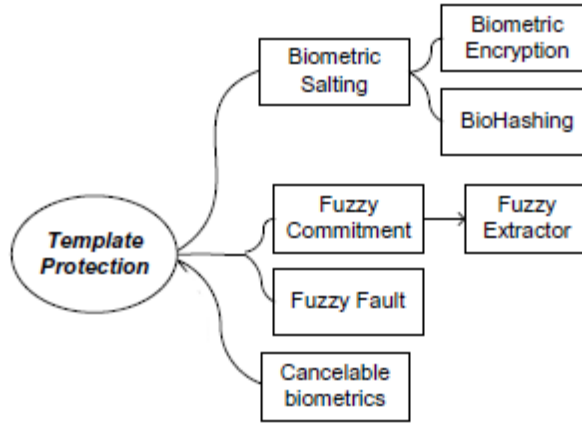 Biometric
Salting
Biometric
Encryption
BioHashing
Template
Protection
Fuzzy
Commitment
Fuzzy
Extractor
Fuzzy Fault
Cancelable
biometrics